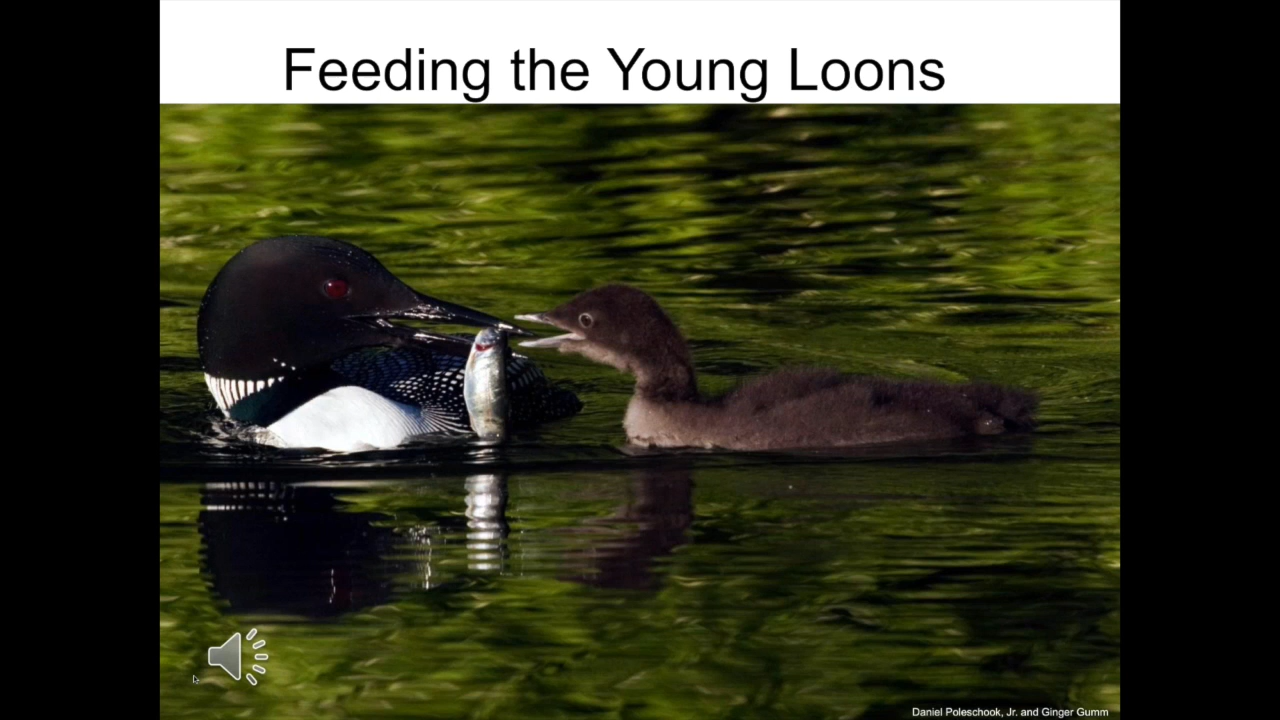 Feeding the Young Loons
Daniel Poleschook, Jr. and Ginger Gumm